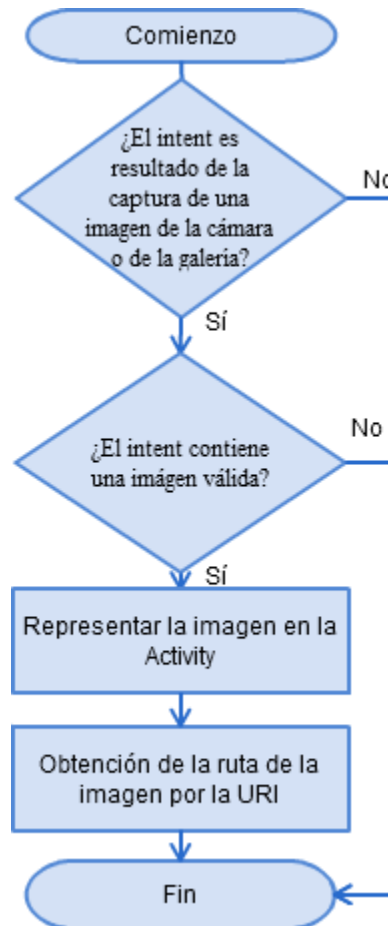 Comienzo
¿El intent es
resultado de la
captura de una
imagen de la cámara
o de la galería?
No
Sí
¿El intent contiene
una imágen válida?
No
Sí
Representar la imagen en la
Activity
Obtención de la ruta de la
imagen por la URI
Fin